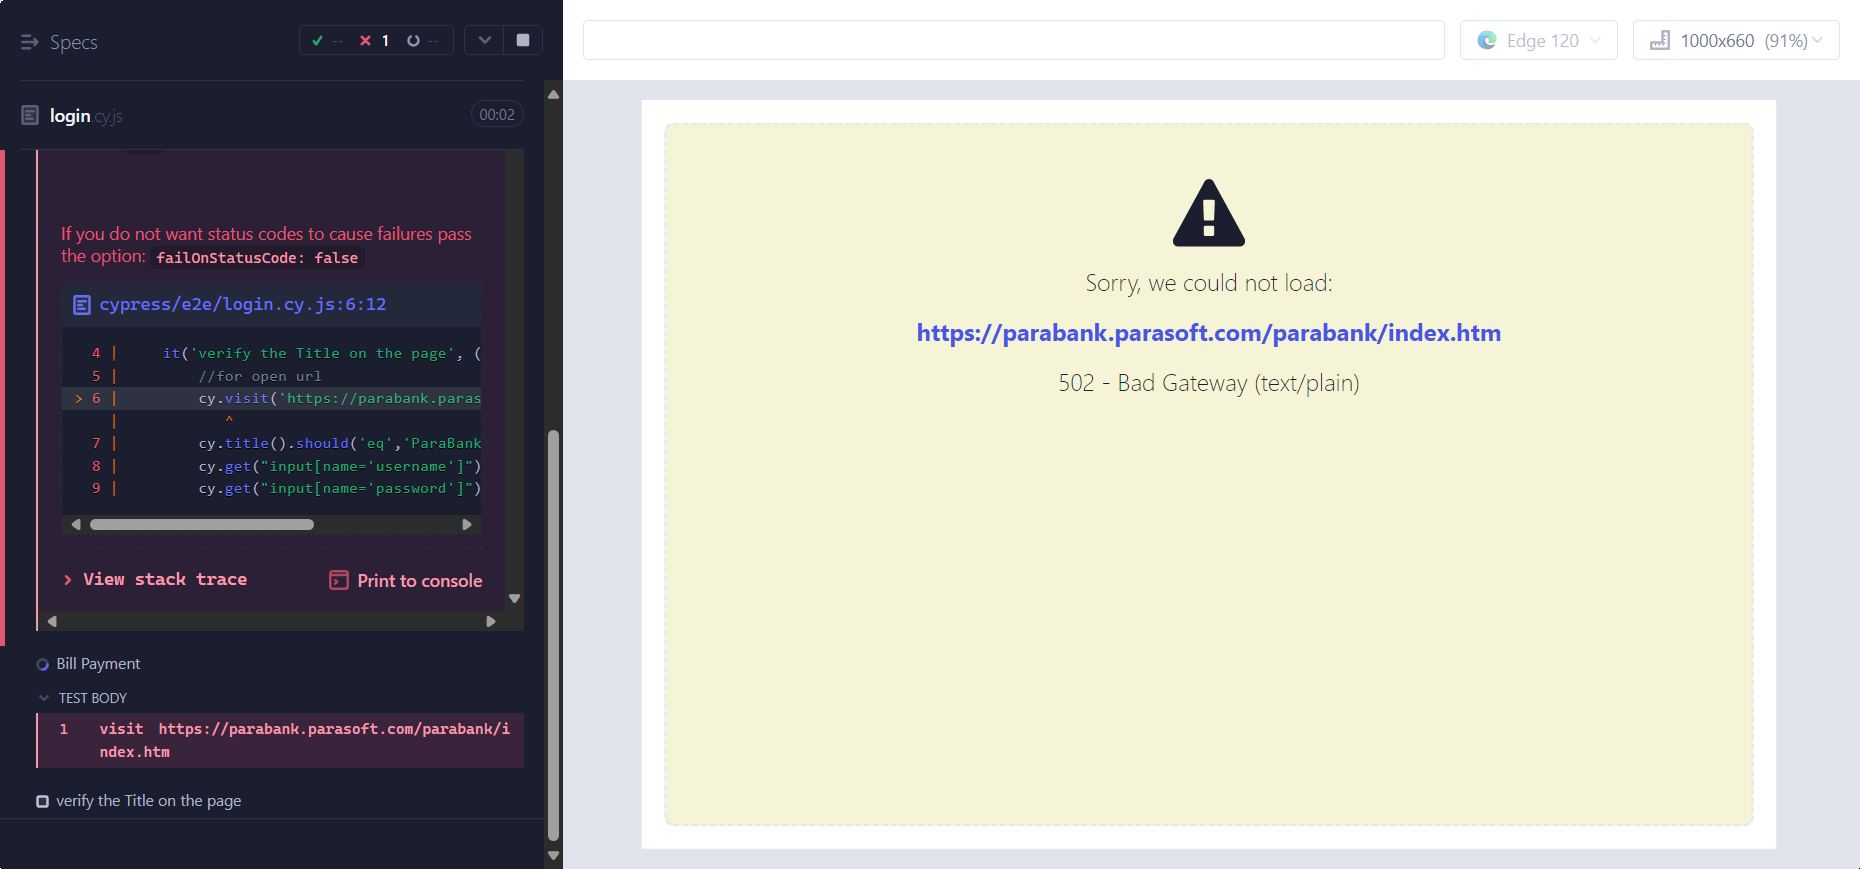 Specs
-- 1 --
login.cy.js
00:02
If you do not want status codes to cause failures pass
the option: failOnStatusCode: false
cypress/e2e/login.cy.js:6:12
4 | it('verify the Title on the page', (
5 | //for open url
> 6 | cy.visit('https://parabank.paras
| ^
7 | cy.title().should('eq','ParaBank
8 | cy.get("input[name='username']")
9 | cy.get("input[name='password']")
View stack trace
Print to console
Bill Payment
TEST BODY
1 visit https://parabank.parasoft.com/parabank/i
ndex.htm
verify the Title on the page
Edge 120
1000x660 (91%)
Sorry, we could not load:
https://parabank.parasoft.com/parabank/index.htm
502 - Bad Gateway (text/plain)